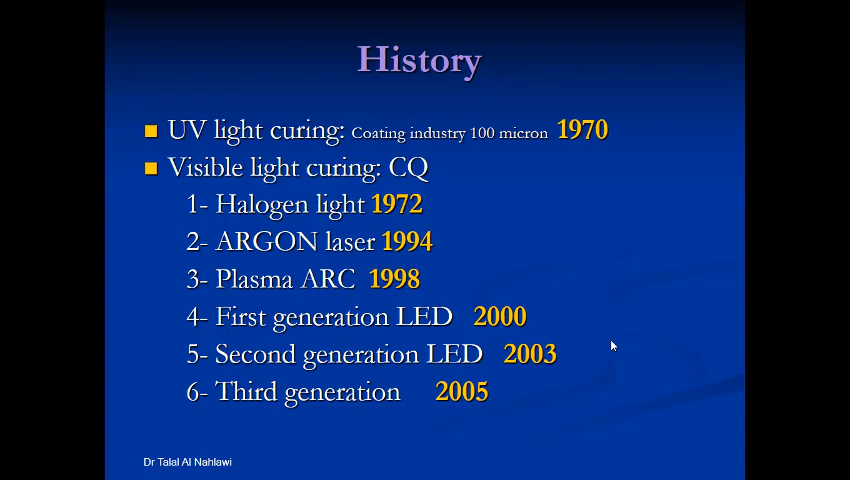 History
UV light curing: Coating industry 100 micron 1970
Visible light curing: CQ
1- Halogen light 1972
2- ARGON laser 1994
3- Plasma ARC 1998
4- First generation LED 2000
5- Second generation LED 2003
6- Third generation 2005
Dr Talal Al Nahlawi